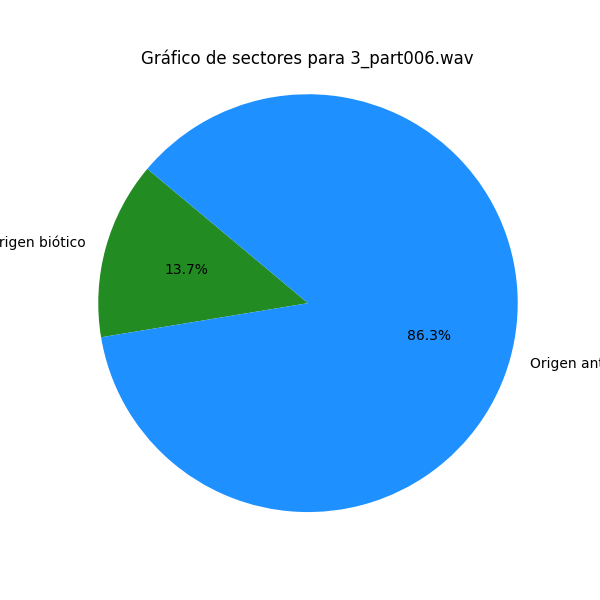 Gráfico de sectores para 3_part006.wav
rigen biótico
13.7%
86.3%
Origen ant